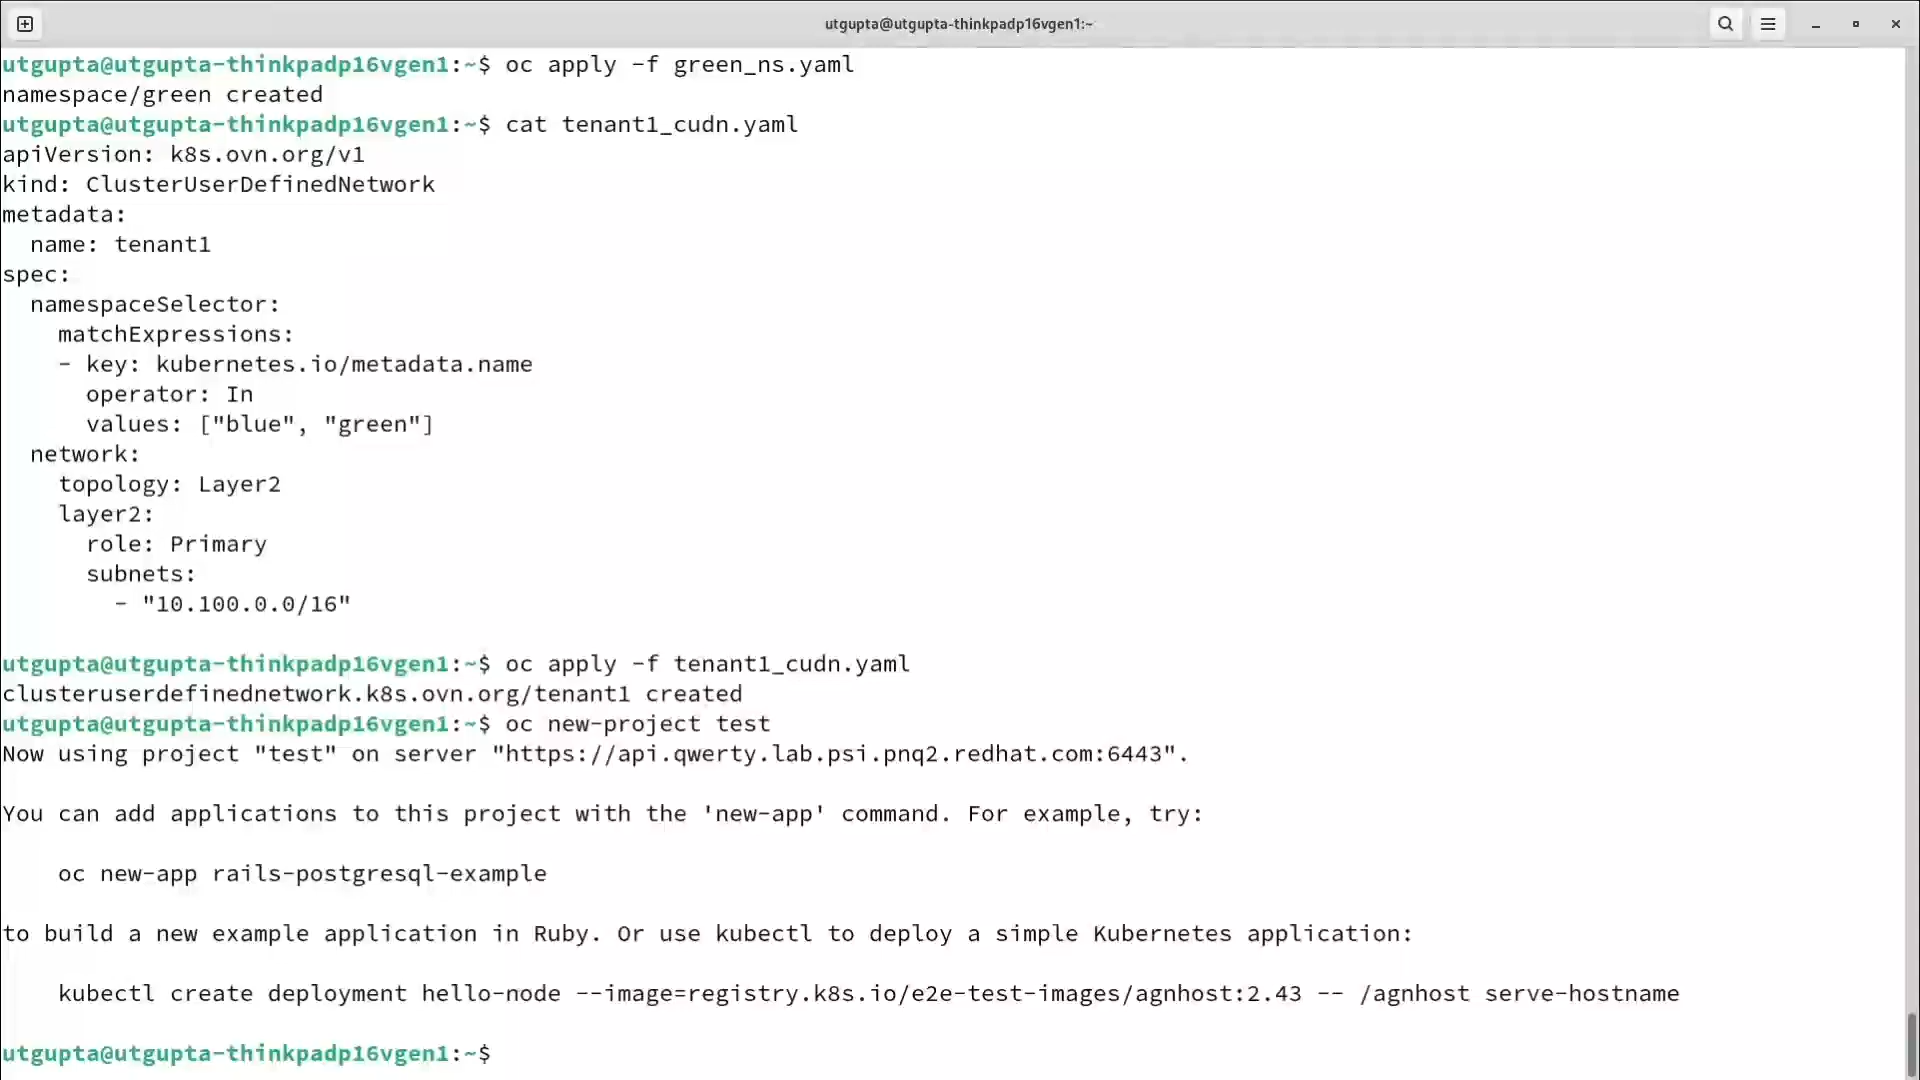 utgupta@utgupta-thinkpadp16vgen1:~
utgupta@utgupta-thinkpadp16vgen1:~$ oc apply -f green_ns.yaml
namespace/green created
utgupta@utgupta-thinkpadp16vgen1:~$ cat tenant1_cudn.yaml
apiVersion: k8s.ovn.org/v1
kind: ClusterUserDefinedNetwork
metadata:
  name: tenant1
spec:
  namespaceSelector:
    matchExpressions:
    - key: kubernetes.io/metadata.name
      operator: In
      values: ["blue", "green"]
  network:
    topology: Layer2
    layer2:
      role: Primary
      subnets:
        - "10.100.0.0/16"
utgupta@utgupta-thinkpadp16vgen1:~$ oc apply -f tenant1_cudn.yaml
clusteruserdefinednetwork.k8s.ovn.org/tenant1 created
utgupta@utgupta-thinkpadp16vgen1:~$ oc new-project test
Now using project "test" on server "https://api.qwerty.lab.psi.pnq2.redhat.com:6443".
You can add applications to this project with the 'new-app' command. For example, try:
    oc new-app rails-postgresql-example
to build a new example application in Ruby. Or use kubectl to deploy a simple Kubernetes application:
    kubectl create deployment hello-node --image=registry.k8s.io/e2e-test-images/agnhost:2.43 -- /agnhost serve-hostname
utgupta@utgupta-thinkpadp16vgen1:~$